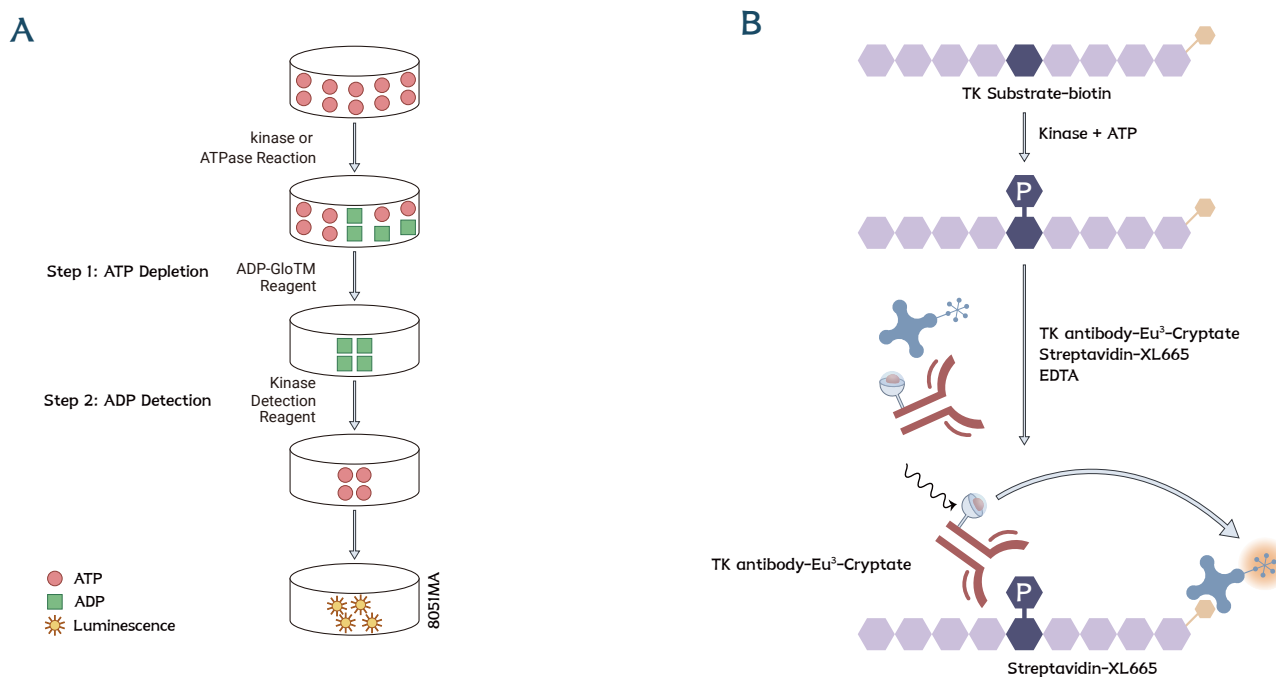 A
kinase or
ATPase Reaction
Step 1: ATP Depletion
ADP-GloTM
Reagent
Step 2: ADP Detection
Kinase
Detection
Reagent
ATP
ADP
Luminescence
8051MA
B
TK Substrate-biotin
Kinase + ATP
P
TK antibody-Eu³-Cryptate
Streptavidin-XL665
EDTA
TK antibody-Eu³-Cryptate
P
Streptavidin-XL665